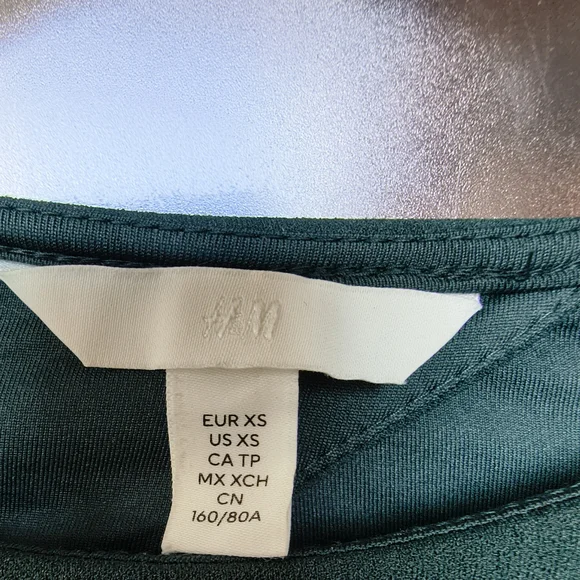 H&M
EUR XS
US XS
CA TP
MX XCH
CN
160/80A